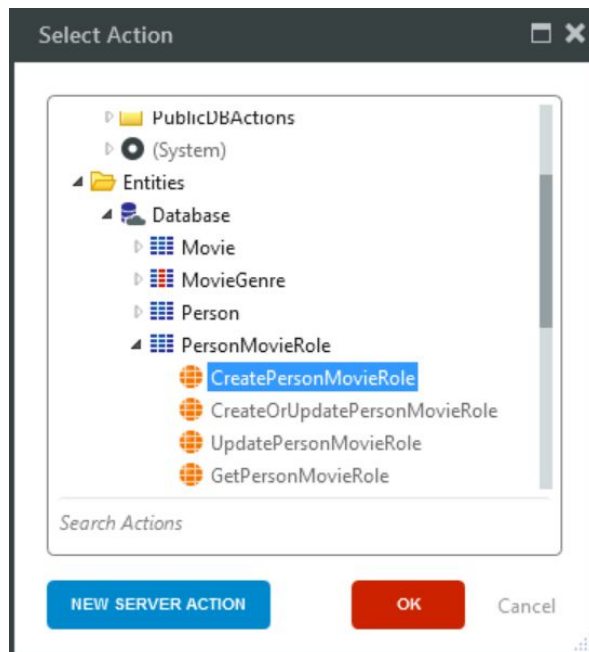 Select Action
PublicDBActions
(System)
Entities
Database
Movie
MovieGenre
Person
PersonMovieRole
CreatePersonMovieRole
CreateOrUpdatePersonMovieRole
UpdatePersonMovieRole
GetPersonMovieRole
Search Actions
NEW SERVER ACTION OK Cancel